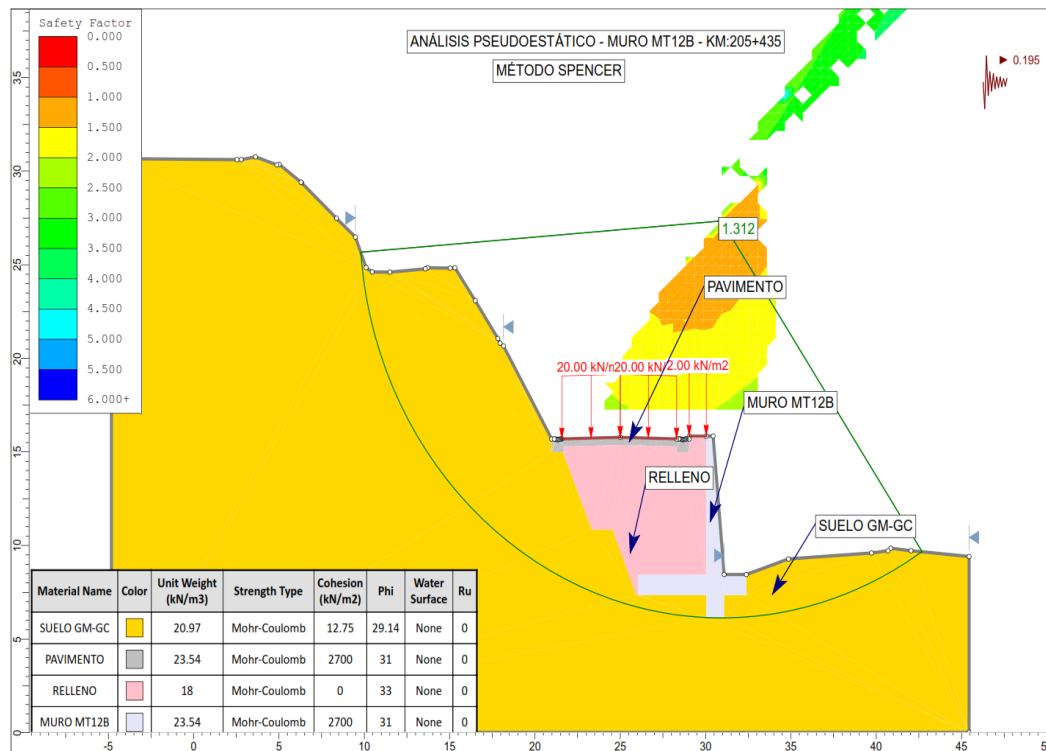 Safety Factor
0.000
0.500
1.000
1.500
2.000
2.500
3.000
3.500
4.000
4.500
5.000
5.500
6.000+
ANÁLISIS PSEUDOESTÁTICO - MURO MT12B - KM:205+435
MÉTODO SPENCER
0.195
1.312
PAVIMENTO
20.00 kN/m
20.00 kN/
2.00 kN/m2
MURO MT12B
RELLENO
SUELO GM-GC
Material Name Color Unit Weight (kN/m3) Strength Type Cohesion (kN/m2) Phi Water Surface Ru
SUELO GM-GC 20.97 Mohr-Coulomb 12.75 29.14 None 0
PAVIMENTO 23.54 Mohr-Coulomb 2700 31 None 0
RELLENO 18 Mohr-Coulomb 0 33 None 0
MURO MT12B 23.54 Mohr-Coulomb 2700 31 None 0
35
30
25
20
15
10
5
0
-5 0 5 10 15 20 25 30 35 40 45